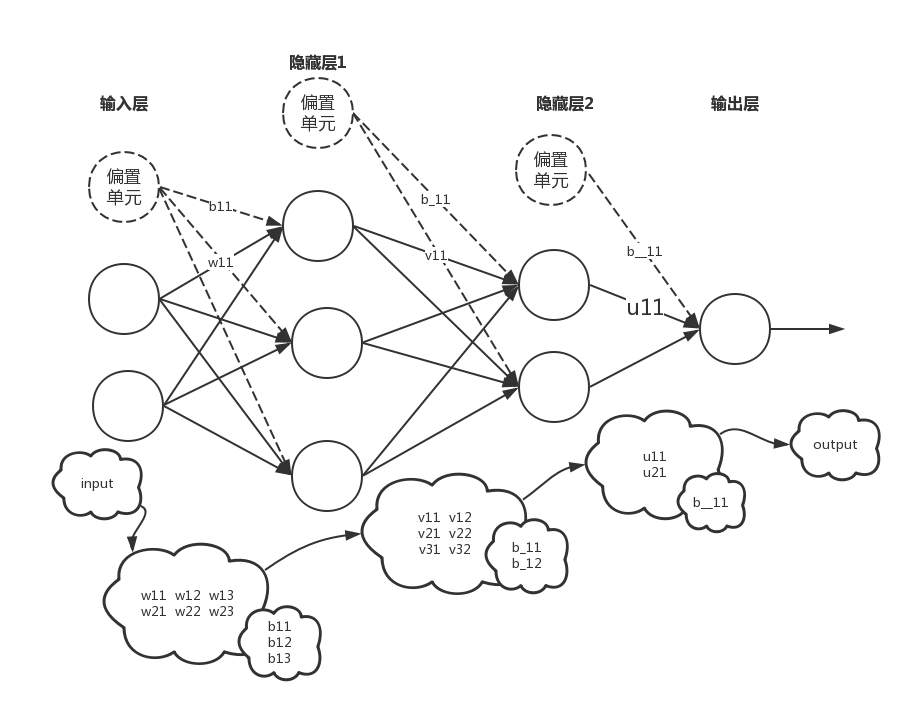 隐藏层1
输入层
隐藏层2
输出层
偏置
单元
偏置
单元
偏置
单元
b11
w11
b_11
v11
b__11
u11
input
w11 w12 w13
w21 w22 w23
b11
b12
b13
v11 v12
v21 v22
v31 v32
b_11
b_12
u11
u21
b__11
output